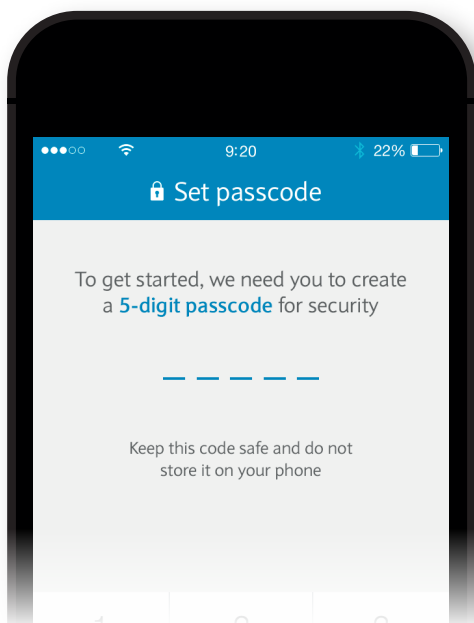 9:20 22%
Set passcode
To get started, we need you to create
a 5-digit passcode for security
Keep this code safe and do not
store it on your phone